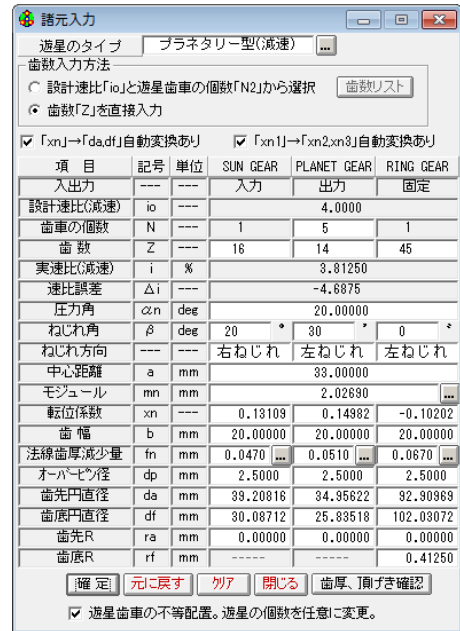 諸元入力
遊星のタイプ プラネタリー型(減速) ...
歯数入力方法
設計速比「io」と遊星歯車の個数「N2」から選択 歯数リスト
歯数「Z」を直接入力
「xn」→「da,df」自動変換あり 「xn1」→「xn2,xn3」自動変換あり
項 目 記号 単位 SUN GEAR PLANET GEAR RING GEAR
入出力 --- --- 入力 出力 固定
設計速比(減速) io --- 4.0000
歯車の個数 N --- 1 5 1
歯 数 Z --- 16 14 45
実速比(減速) i % 3.81250
速比誤差 Δi --- -4.6875
圧力角 αn deg 20.00000
ねじれ角 β deg 20 ° 30 ′ 0 ″
ねじれ方向 --- --- 右ねじれ 左ねじれ 左ねじれ
中心距離 a mm 33.00000
モジュール mn mm 2.02690 ...
転位係数 xn --- 0.13109 0.14982 -0.10202
歯 幅 b mm 20.00000 20.00000 20.00000
法線歯厚減少量 fn mm 0.0470 ... 0.0510 ... 0.0670 ...
オーバーピン径 dp mm 2.5000 2.5000 2.5000
歯先円直径 da mm 39.20816 34.95622 92.90969
歯底円直径 df mm 30.08712 25.83518 102.03072
歯先R ra mm 0.00000 0.00000 0.00000
歯底R rf mm ----- ----- 0.41250
確 定 元に戻す クリア 閉じる 歯厚、頂げき確認
遊星歯車の不等配置。遊星の個数を任意に変更。